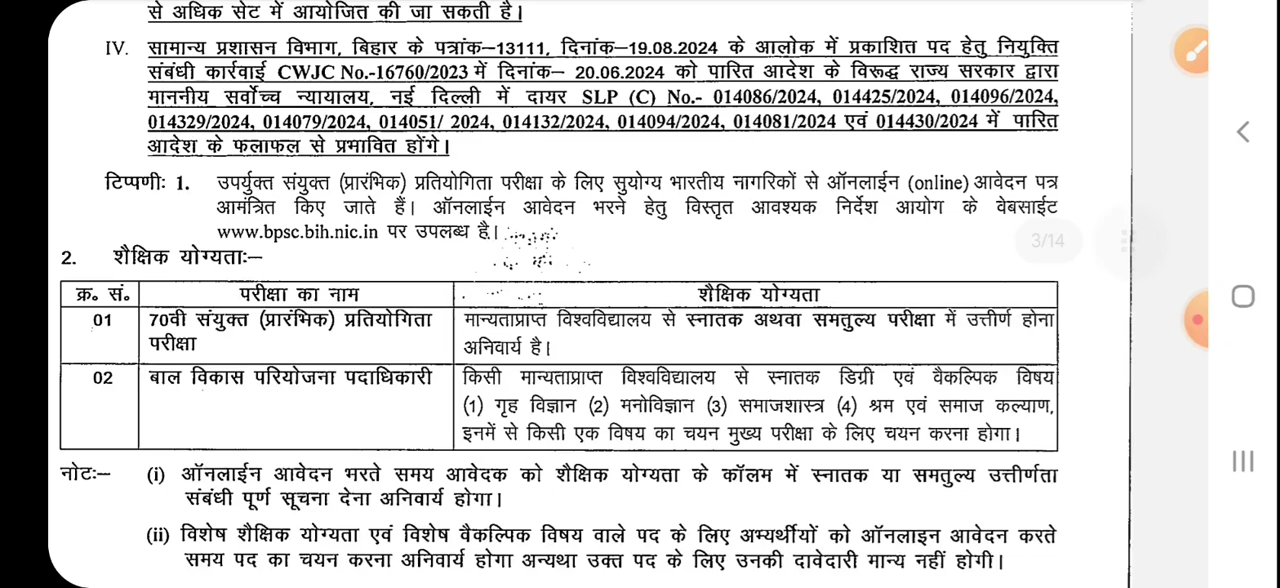 से अधिक सेट में आयोजित की जा सकती है।
IV. सामान्य प्रशासन विभाग, बिहार के पत्रांक–13111, दिनांक–19.08.2024 के आलोक में प्रकाशित पद हेतु नियुक्ति
संबंधी कार्रवाई CWJC No.-16760/2023 में दिनांक– 20.06.2024 को पारित आदेश के विरूद्ध राज्य सरकार द्वारा
माननीय सर्वोच्च न्यायालय, नई दिल्ली में दायर SLP (C) No.- 014086/2024, 014425/2024, 014096/2024,
014329/2024, 014079/2024, 014051/ 2024, 014132/2024, 014094/2024, 014081/2024 एवं 014430/2024 में पारित
आदेश के फलाफल से प्रभावित होंगे।
टिप्पणीः 1. उपर्युक्त संयुक्त (प्रारंभिक) प्रतियोगिता परीक्षा के लिए सुयोग्य भारतीय नागरिकों से ऑनलाईन (online) आवेदन पत्र
आमंत्रित किए जाते हैं। ऑनलाईन आवेदन भरने हेतु विस्तृत आवश्यक निर्देश आयोग के वेबसाईट
www.bpsc.bih.nic.in पर उपलब्ध है।
3/14
2. शैक्षिक योग्यताः–
क्र० सं० परीक्षा का नाम शैक्षिक योग्यता
01 70वी संयुक्त (प्रारंभिक) प्रतियोगिता मान्यताप्राप्त विश्वविद्यालय से स्नातक अथवा समतुल्य परीक्षा में उत्तीर्ण होना
परीक्षा अनिवार्य है।
02 बाल विकास परियोजना पदाधिकारी किसी मान्यताप्राप्त विश्वविद्यालय से स्नातक डिग्री एवं वैकल्पिक विषय
(1) गृह विज्ञान (2) मनोविज्ञान (3) समाजशास्त्र (4) श्रम एवं समाज कल्याण,
इनमें से किसी एक विषय का चयन मुख्य परीक्षा के लिए चयन करना होगा।
नोटः– (i) ऑनलाईन आवेदन भरते समय आवेदक को शैक्षिक योग्यता के कॉलम में स्नातक या समतुल्य उत्तीर्णता
संबंधी पूर्ण सूचना देना अनिवार्य होगा।
(ii) विशेष शैक्षिक योग्यता एवं विशेष वैकल्पिक विषय वाले पद के लिए अभ्यर्थीयों को ऑनलाइन आवेदन करते
समय पद का चयन करना अनिवार्य होगा अन्यथा उक्त पद के लिए उनकी दावेदारी मान्य नहीं होगी।